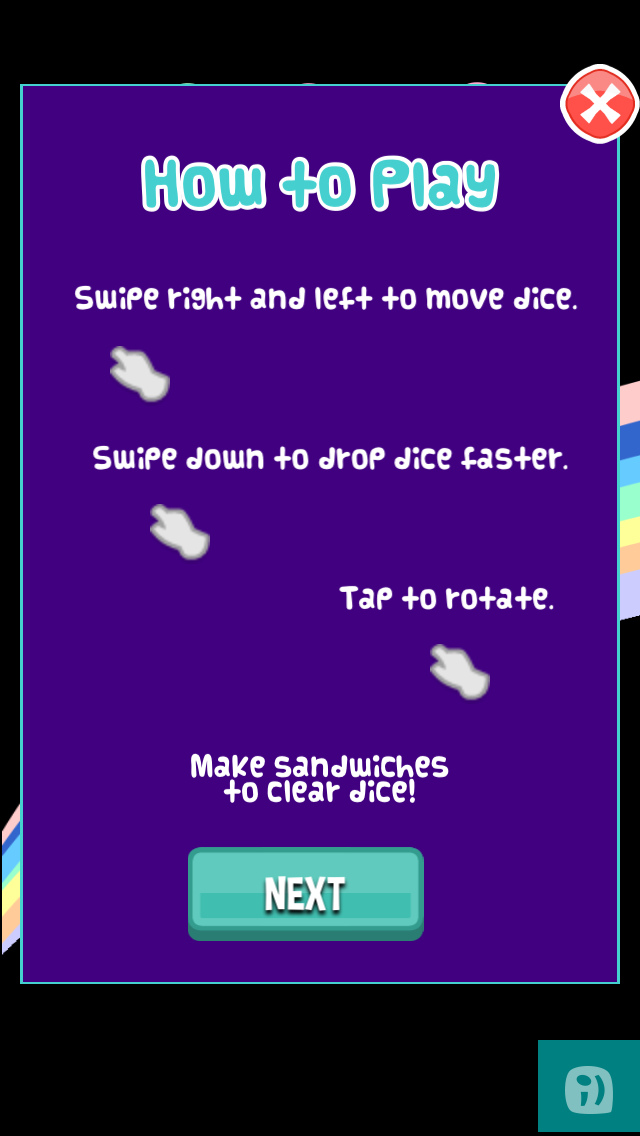 How to Play
Swipe right and left to move dice.
Swipe down to drop dice faster.
Tap to rotate.
Make sandwiches
to clear dice!
NEXT